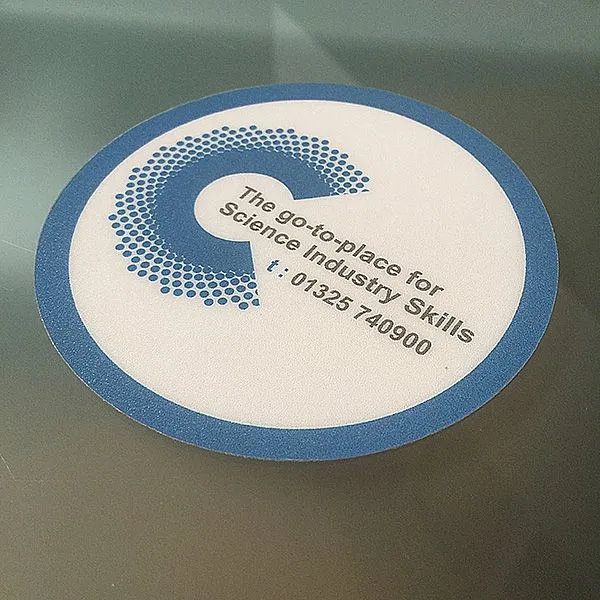 The go-to-place for
Science Industry Skills
t : 01325 740900